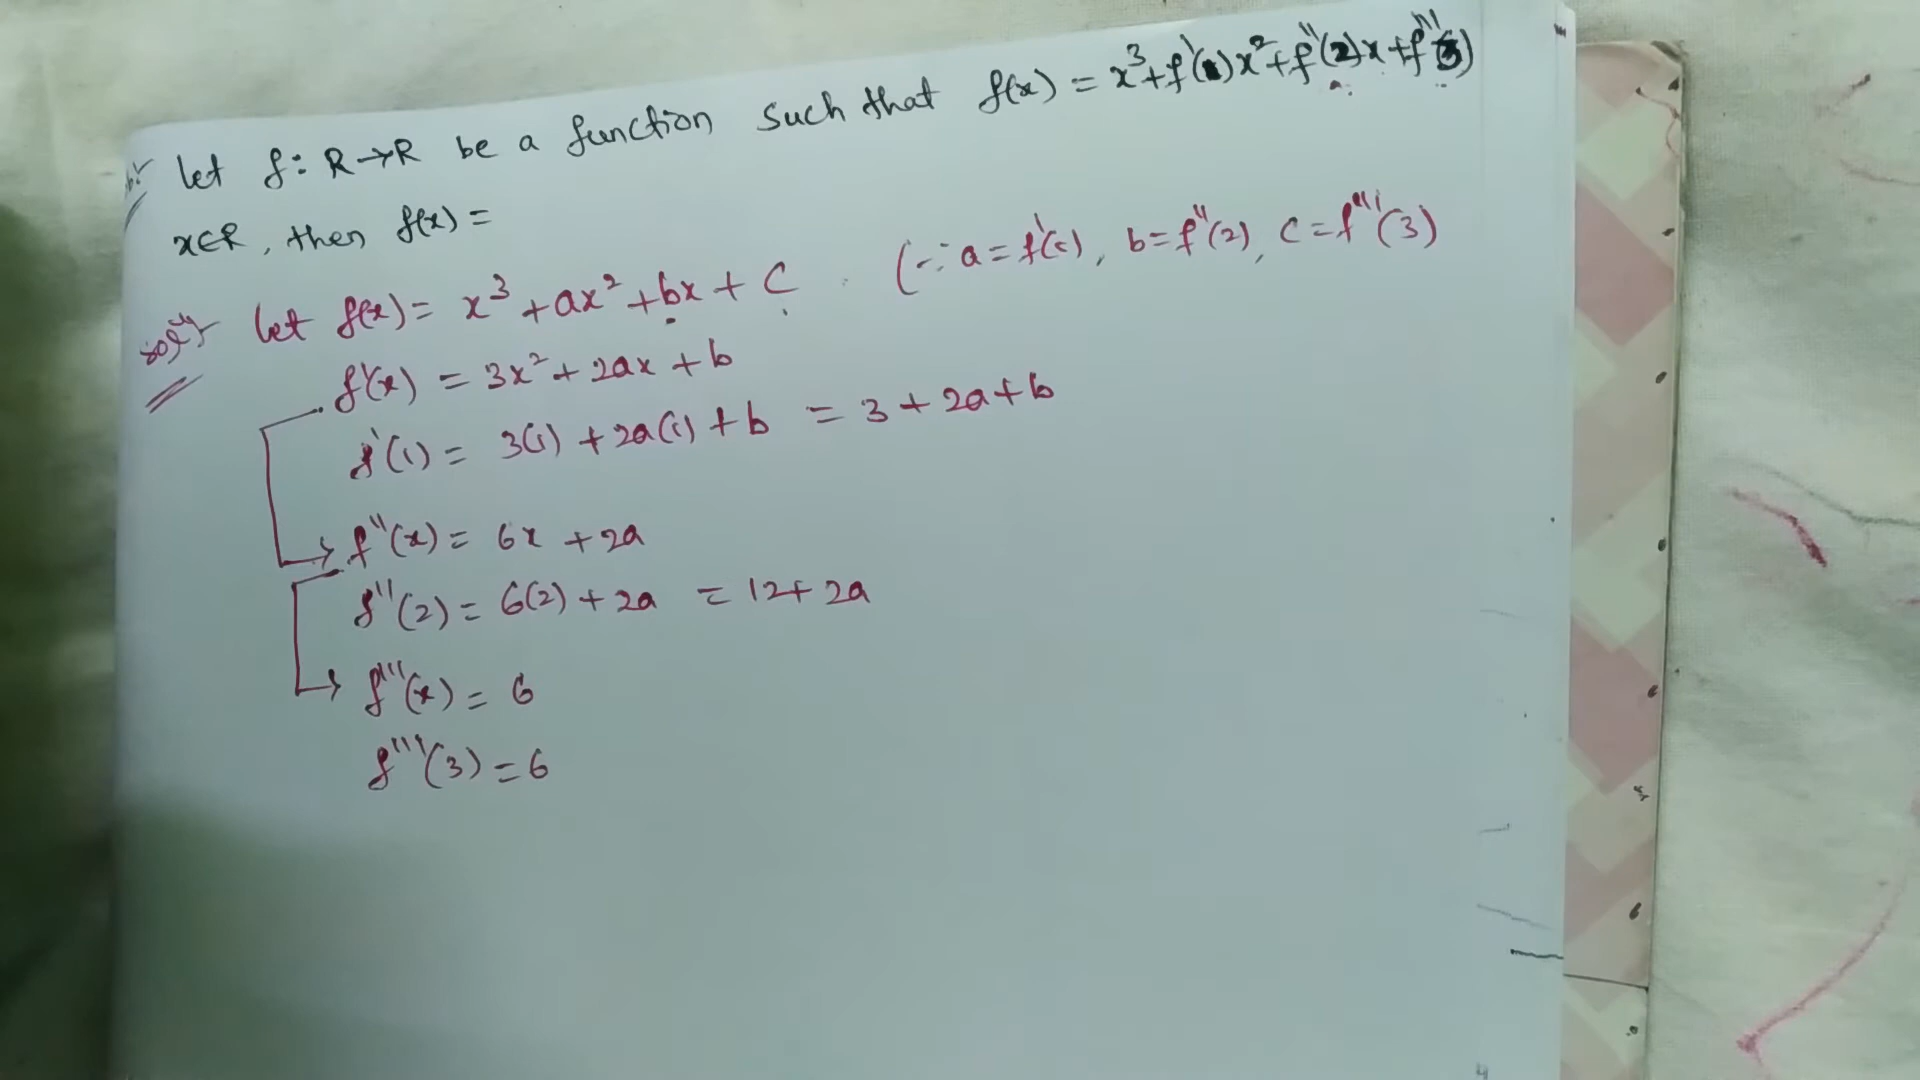 Let f: R→R be a function such that f(x) = x³+f'(1)x²+f''(2)x+f'''(3)
x∈R, then f(x) =
Let f(x) = x³+ax²+bx+c (∵ a=f'(1), b=f''(2), c=f'''(3)
f'(x) = 3x²+2ax+b
f'(1) = 3(1)+2a(1)+b = 3+2a+b
f''(x) = 6x+2a
f''(2) = 6(2)+2a = 12+2a
f'''(x) = 6
f'''(3) = 6